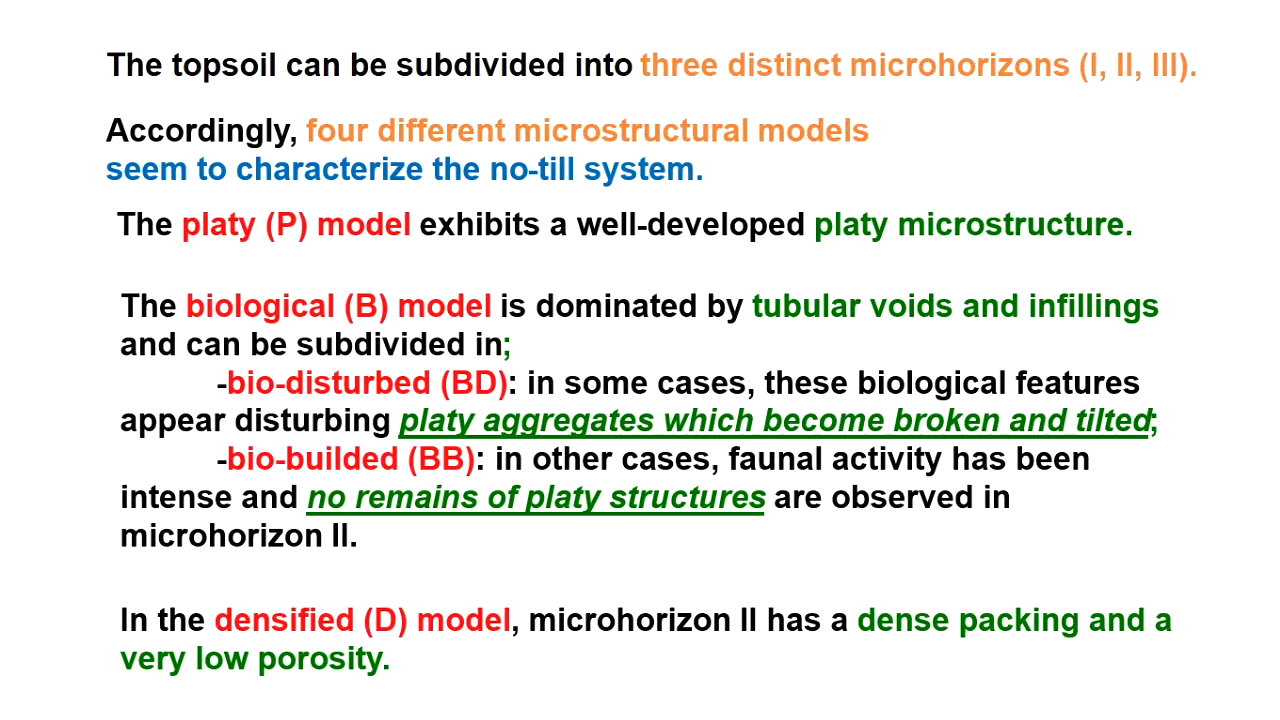 The topsoil can be subdivided into three distinct microhorizons (I, II, III).
Accordingly, four different microstructural models
seem to characterize the no-till system.
The platy (P) model exhibits a well-developed platy microstructure.
The biological (B) model is dominated by tubular voids and infillings
and can be subdivided in;
-bio-disturbed (BD): in some cases, these biological features
appear disturbing platy aggregates which become broken and tilted;
-bio-builded (BB): in other cases, faunal activity has been
intense and no remains of platy structures are observed in
microhorizon II.
In the densified (D) model, microhorizon II has a dense packing and a
very low porosity.